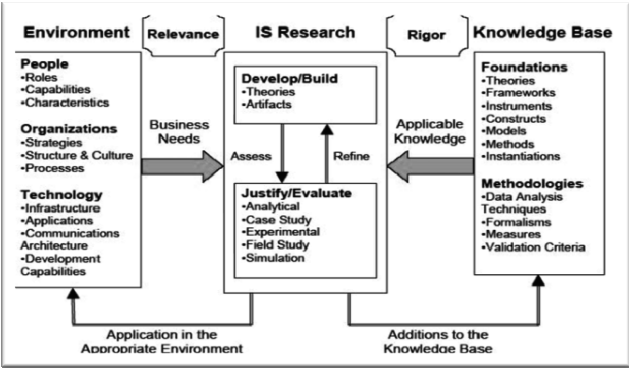 Environment
Relevance
IS Research
Rigor
Knowledge Base
People
•Roles
•Capabilities
•Characteristics
Organizations
•Strategies
•Structure & Culture
•Processes
Technology
•Infrastructure
•Applications
•Communications
Architecture
•Development
Capabilities
Business
Needs
Develop/Build
•Theories
•Artifacts
Assess
Refine
Justify/Evaluate
•Analytical
•Case Study
•Experimental
•Field Study
•Simulation
Applicable
Knowledge
Foundations
•Theories
•Frameworks
•Instruments
•Constructs
•Models
•Methods
•Instantiations
Methodologies
•Data Analysis
Techniques
•Formalisms
•Measures
•Validation Criteria
Application in the
Appropriate Environment
Additions to the
Knowledge Base